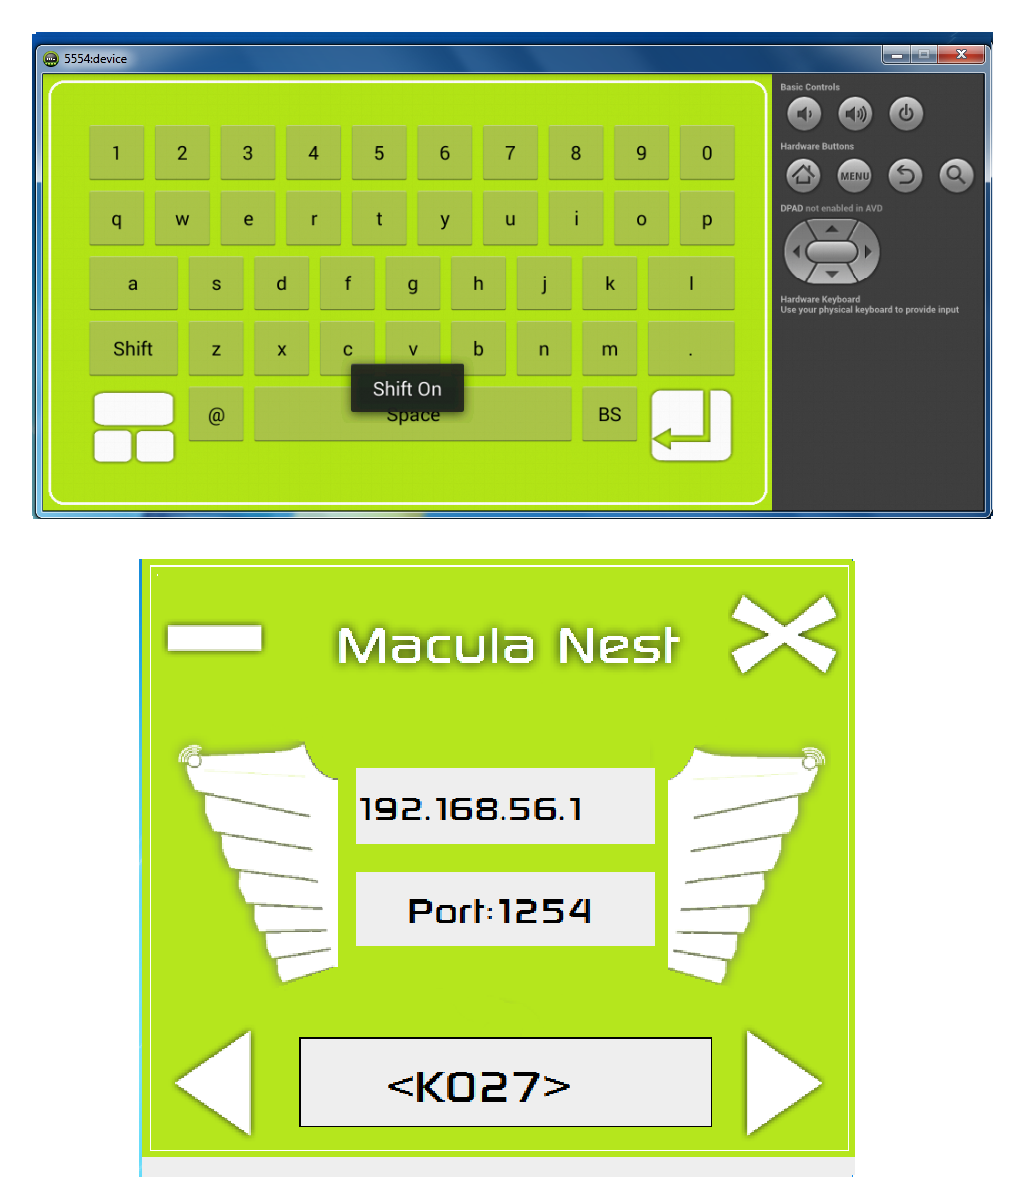 5554:device
Basic Controls
1 2 3 4 5 6 7 8 9 0
Hardware Buttons
q w e r t y u i o p
MENU
DPAD not enabled in AVD
a s d f g h j k l
Hardware Keyboard
Use your physical keyboard to provide input
Shift z x c v b n m .
Shift On
@ Space BS
Macula Nest
192.168.56.1
Port:1254
<K027>